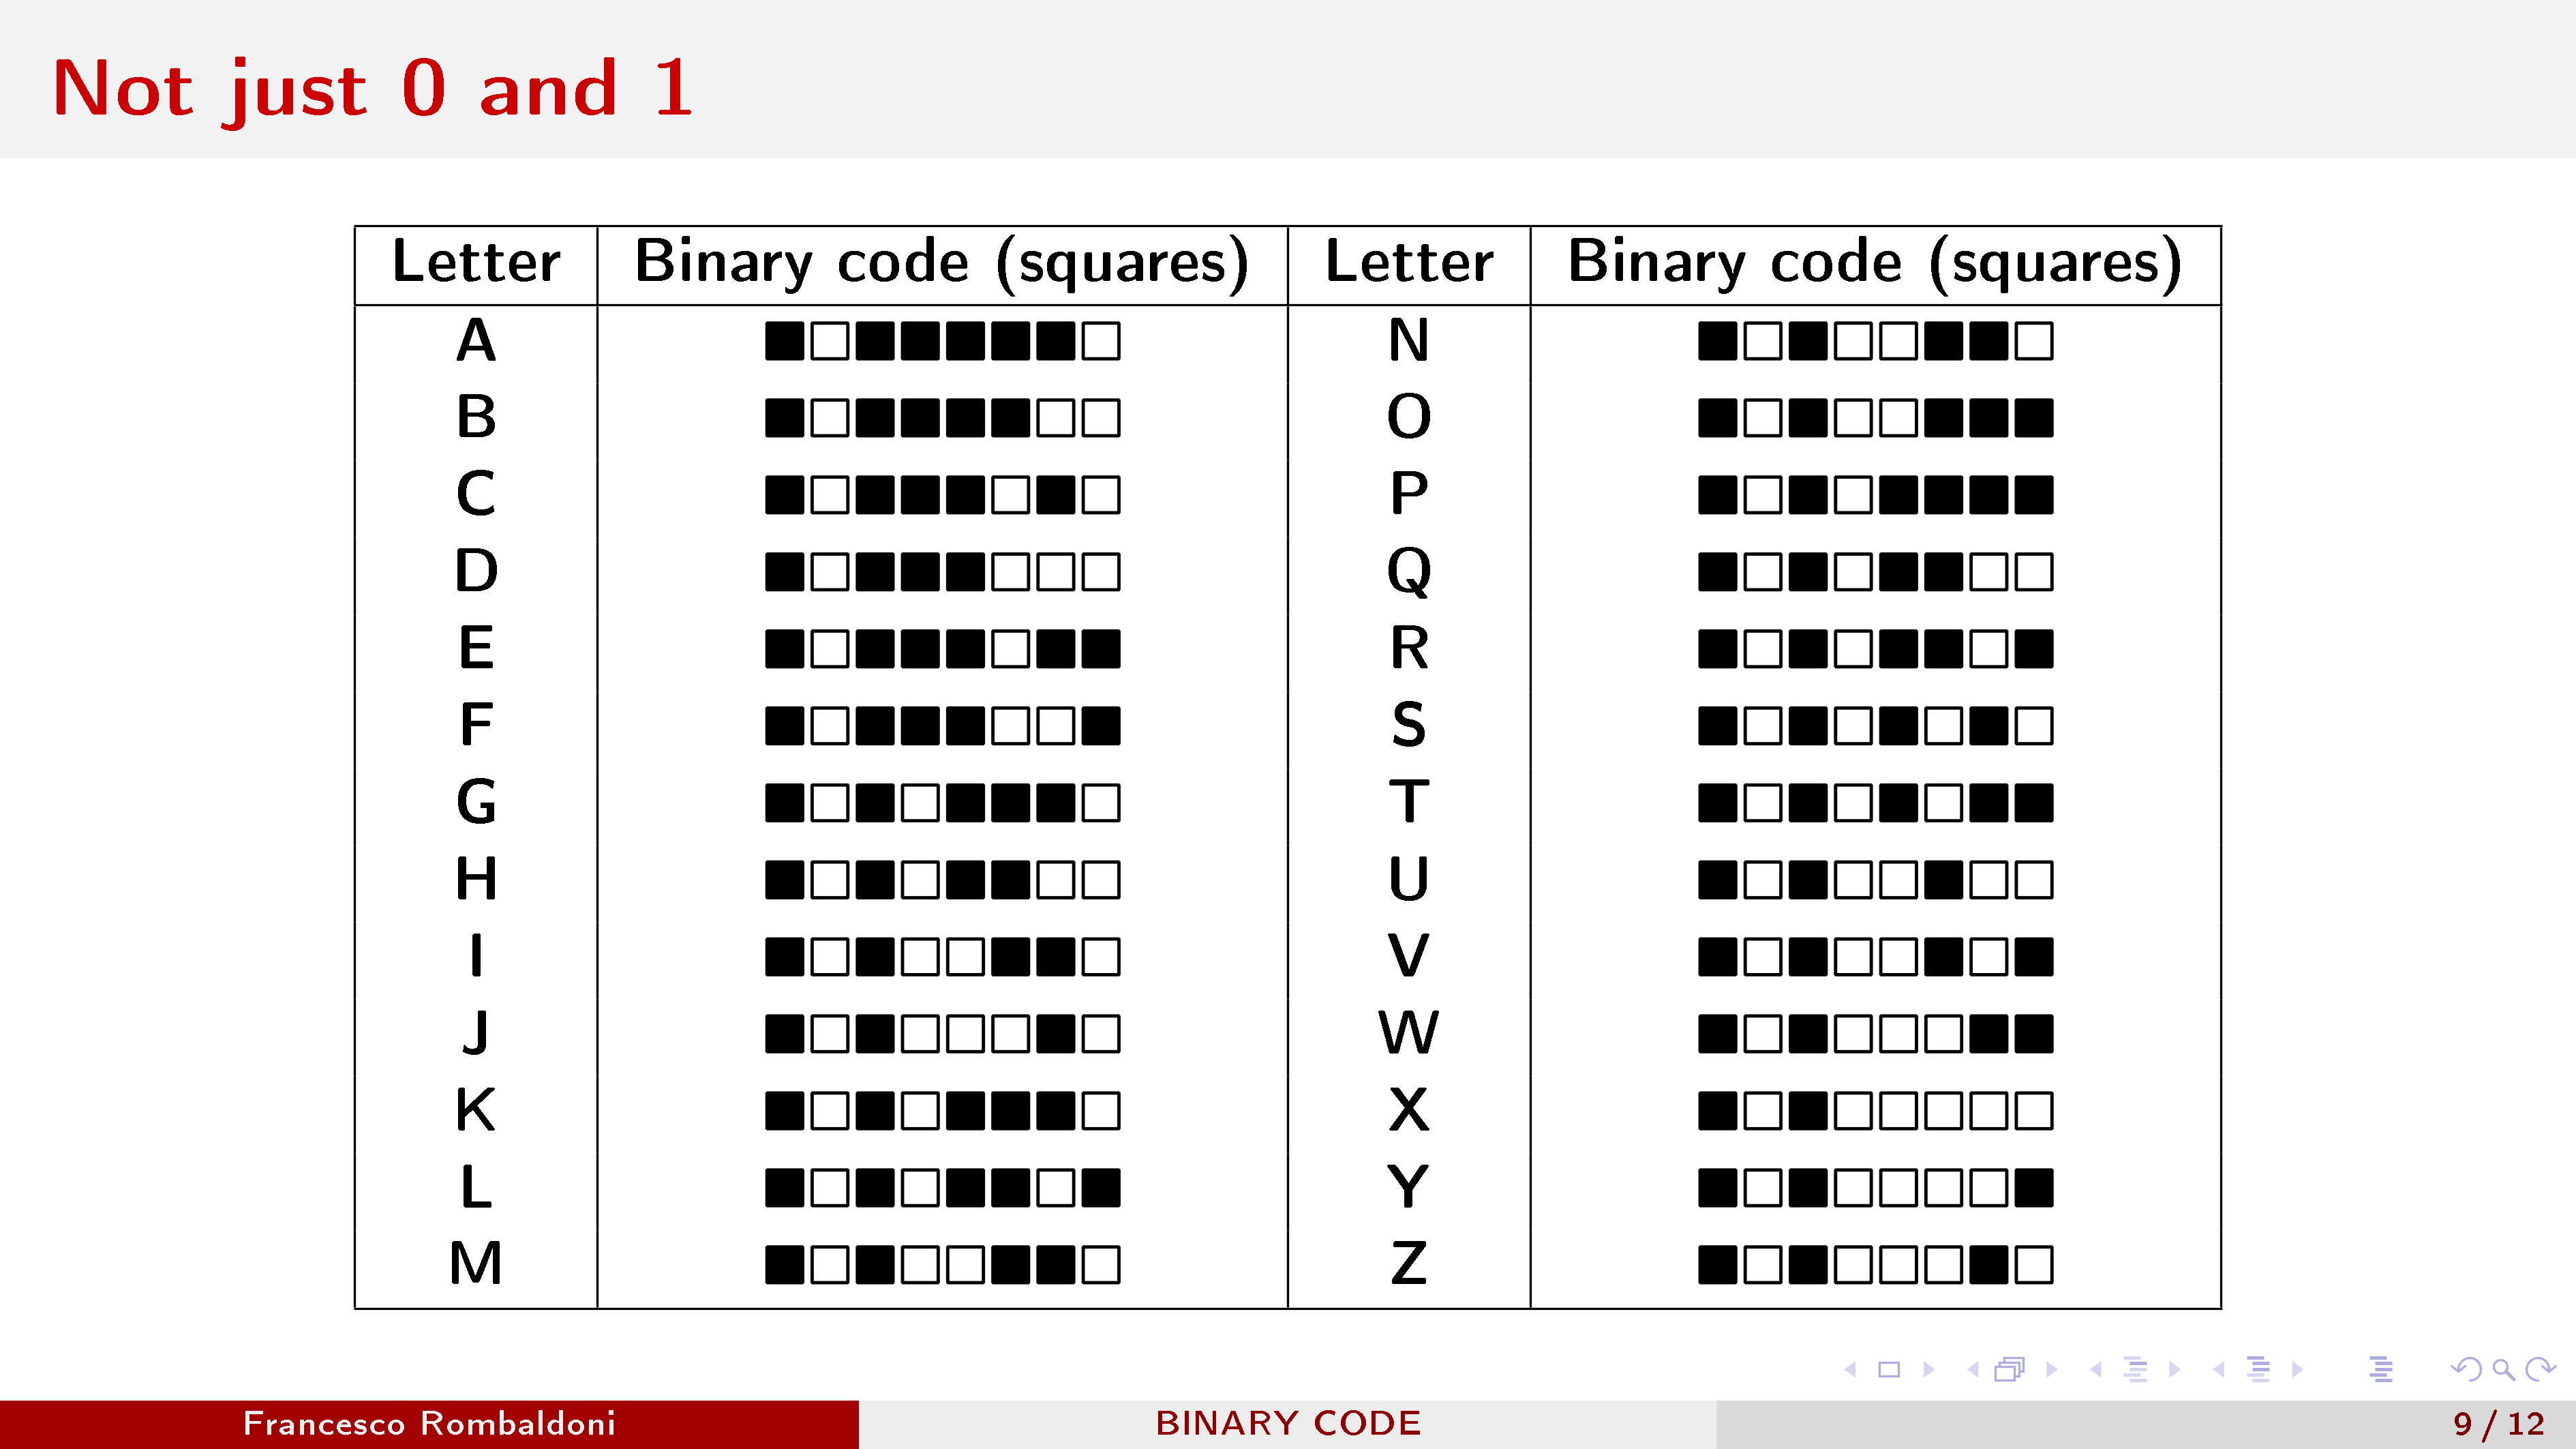 Not just 0 and 1
Letter Binary code (squares) Letter Binary code (squares)
A ■□■■■■■□ N ■□■□□■■□
B ■□■■■■□□ O ■□■□□■■■
C ■□■■■□■□ P ■□■□■■■■
D ■□■■■□□□ Q ■□■□■■□□
E ■□■■■□■■ R ■□■□■■□■
F ■□■■■□□■ S ■□■□■□■□
G ■□■□■■■□ T ■□■□■□■■
H ■□■□■■□□ U ■□■□□■□□
I ■□■□□■■□ V ■□■□□■□■
J ■□■□□□■□ W ■□■□□□■■
K ■□■□■■■□ X ■□■□□□□□
L ■□■□■■□■ Y ■□■□□□□■
M ■□■□□■■□ Z ■□■□□□■□
Francesco Rombaldoni BINARY CODE 9 / 12